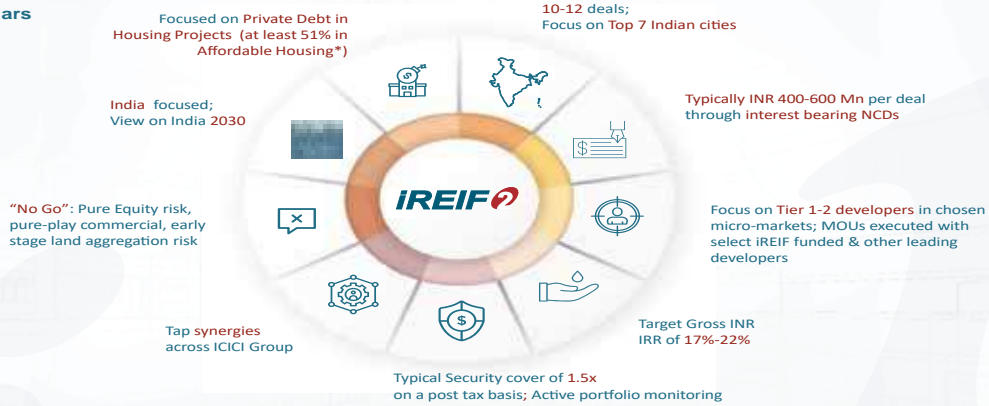 ars
Focused on Private Debt in
Housing Projects (at least 51% in
Affordable Housing*)
10-12 deals;
Focus on Top 7 Indian cities
India focused;
View on India 2030
Typically INR 400-600 Mn per deal
through interest bearing NCDs
iREIF2
"No Go": Pure Equity risk,
pure-play commercial, early
stage land aggregation risk
Focus on Tier 1-2 developers in chosen
micro-markets; MOUs executed with
select iREIF funded & other leading
developers
Tap synergies
across ICICI Group
Target Gross INR
IRR of 17%-22%
Typical Security cover of 1.5x
on a post tax basis; Active portfolio monitoring